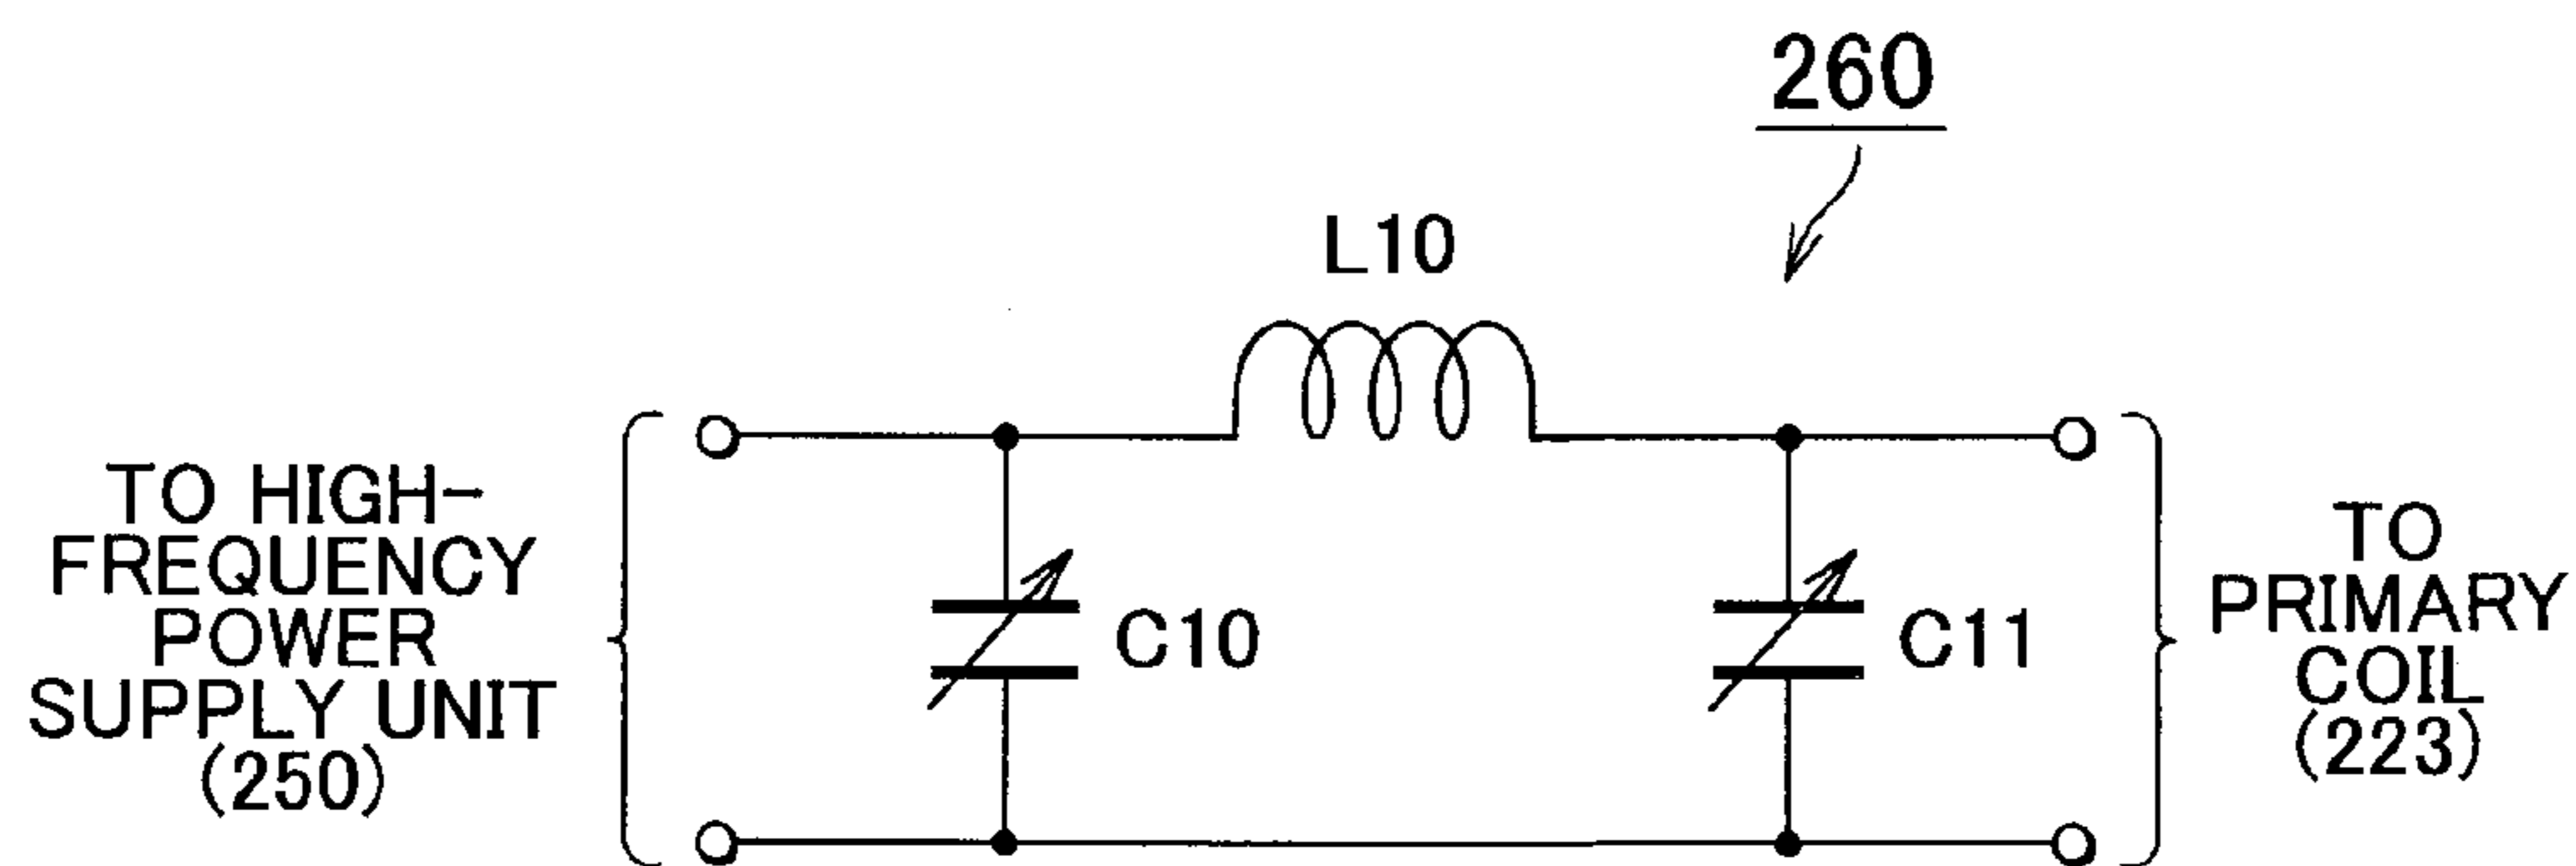 260
L10
TO HIGH-
FREQUENCY
POWER
SUPPLY UNIT
(250)
C10
C11
TO
PRIMARY
COIL
(223)